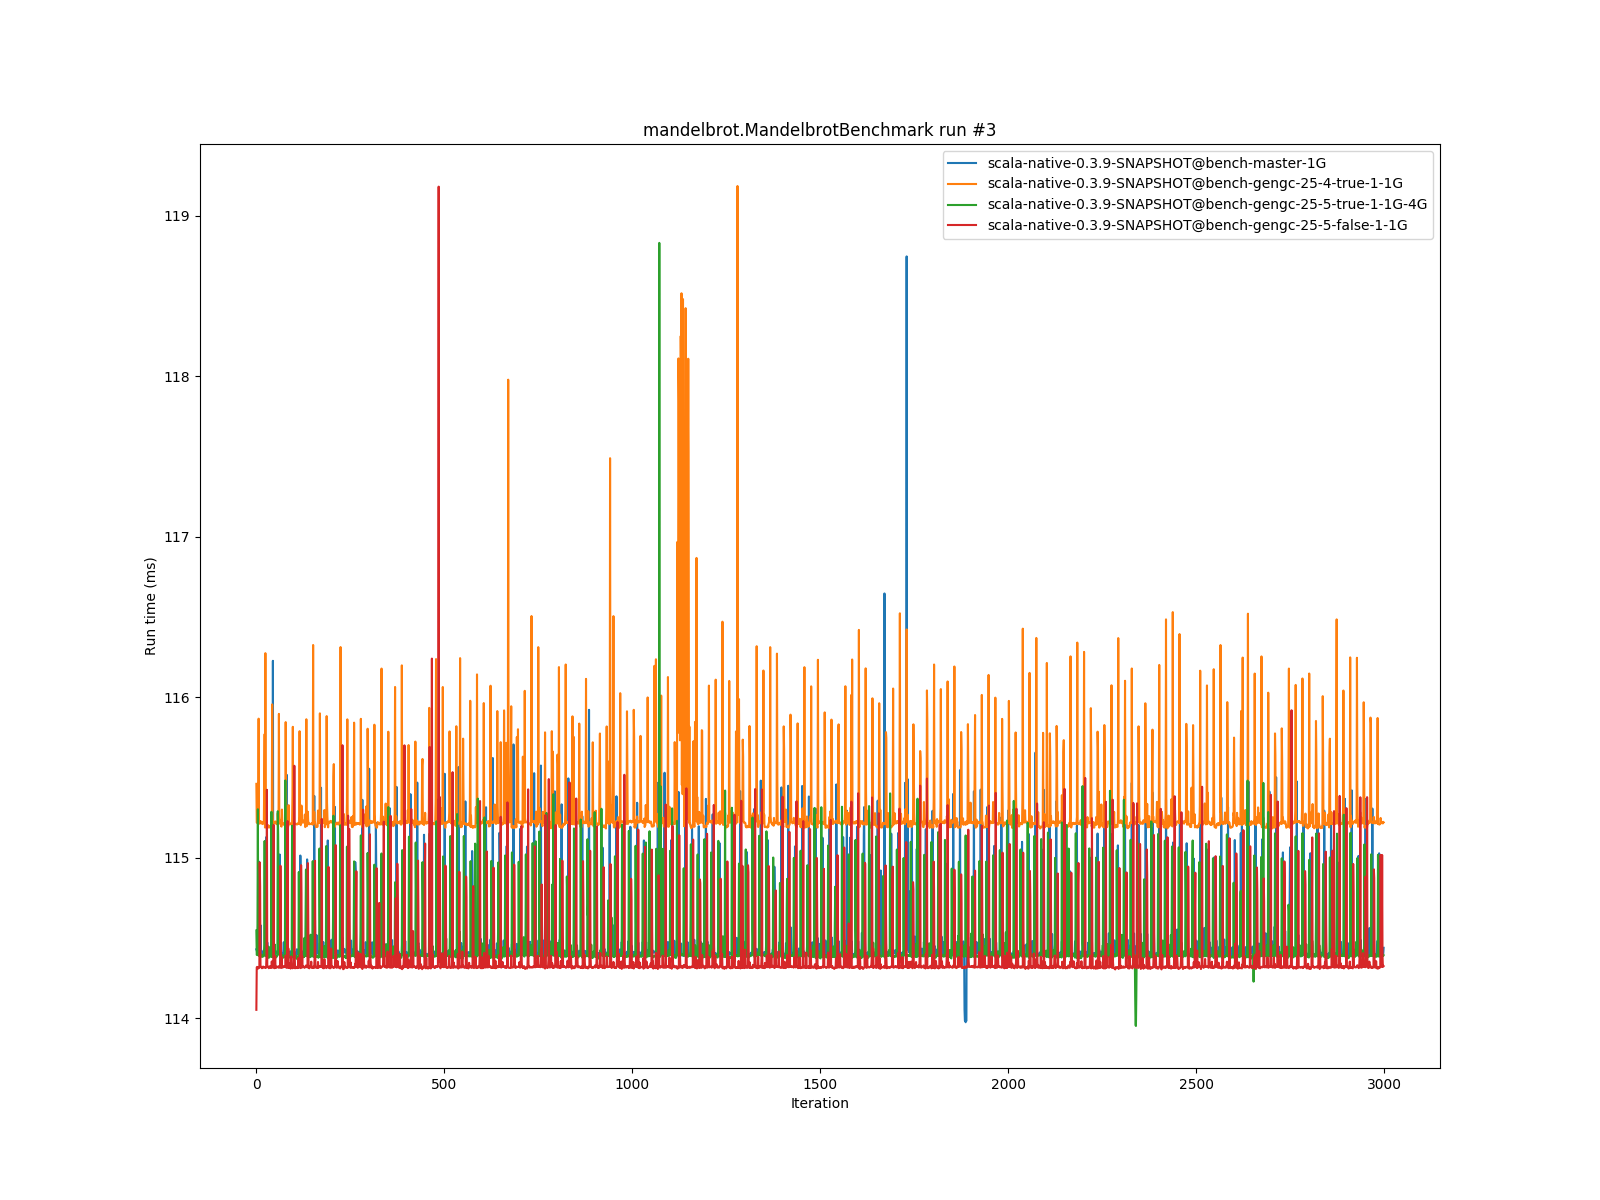 mandelbrot.MandelbrotBenchmark run #3
scala-native-0.3.9-SNAPSHOT@bench-master-1G
scala-native-0.3.9-SNAPSHOT@bench-gengc-25-4-true-1-1G
scala-native-0.3.9-SNAPSHOT@bench-gengc-25-5-true-1-1G-4G
scala-native-0.3.9-SNAPSHOT@bench-gengc-25-5-false-1-1G
119
118
117
116
115
114
Run time (ms)
0 500 1000 1500 2000 2500 3000
Iteration